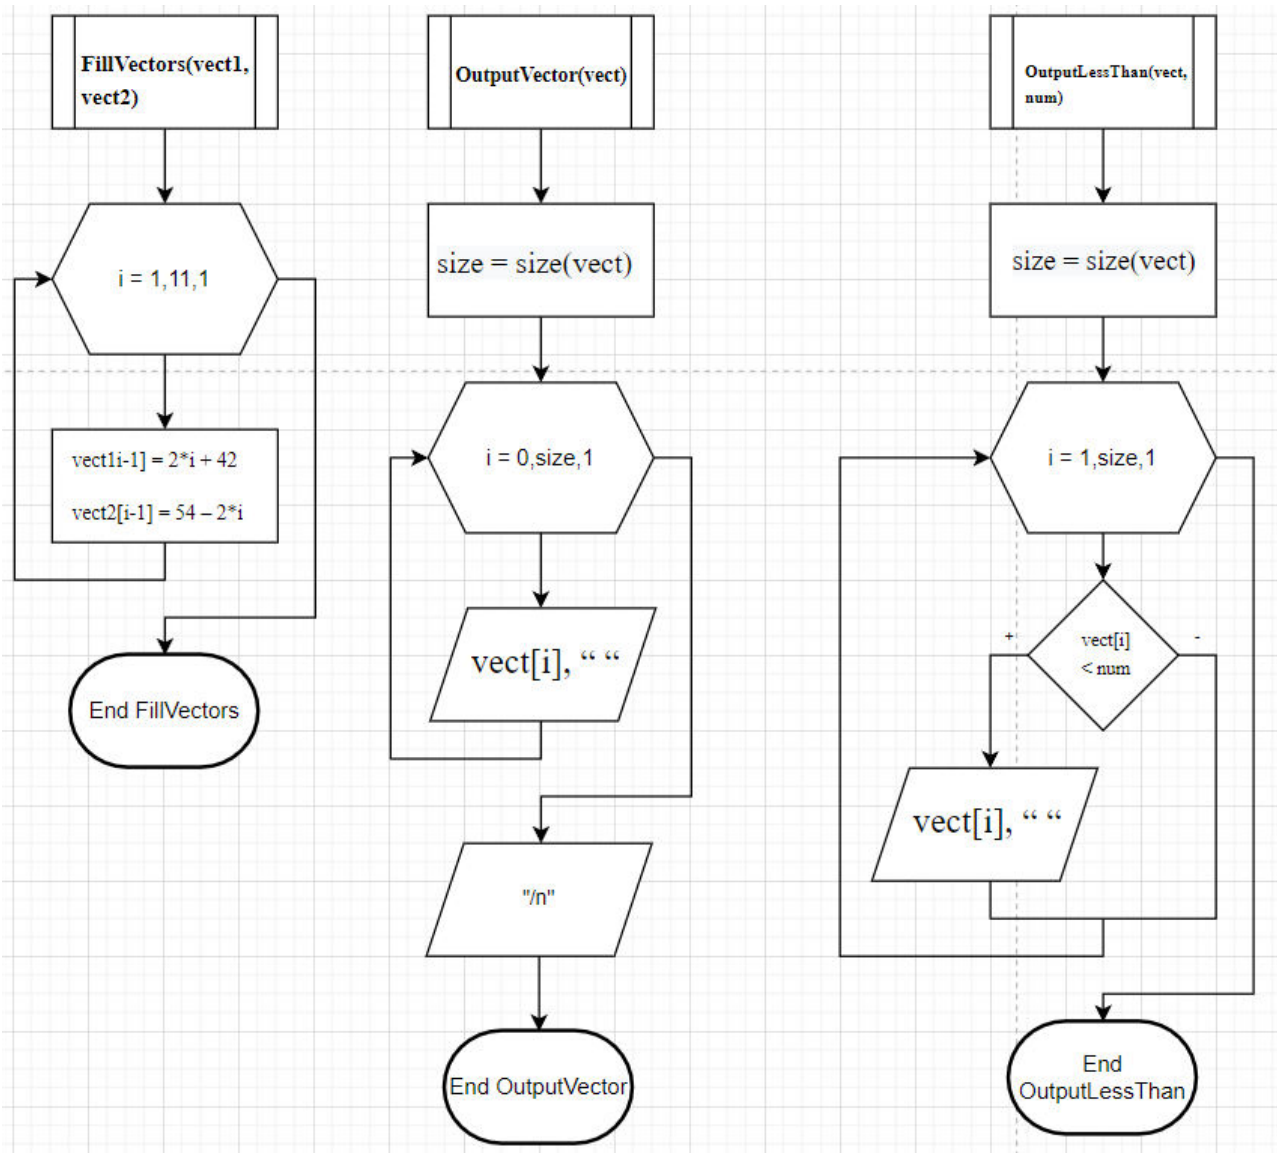 FillVectors(vect1,
vect2)
i = 1,11,1
vect1i-1] = 2*i + 42
vect2[i-1] = 54 – 2*i
End FillVectors
OutputVector(vect)
size = size(vect)
i = 0,size,1
vect[i], “ “
"/n"
End OutputVector
OutputLessThan(vect,
num)
size = size(vect)
i = 1,size,1
vect[i]
< num
+
-
vect[i], “ “
End
OutputLessThan